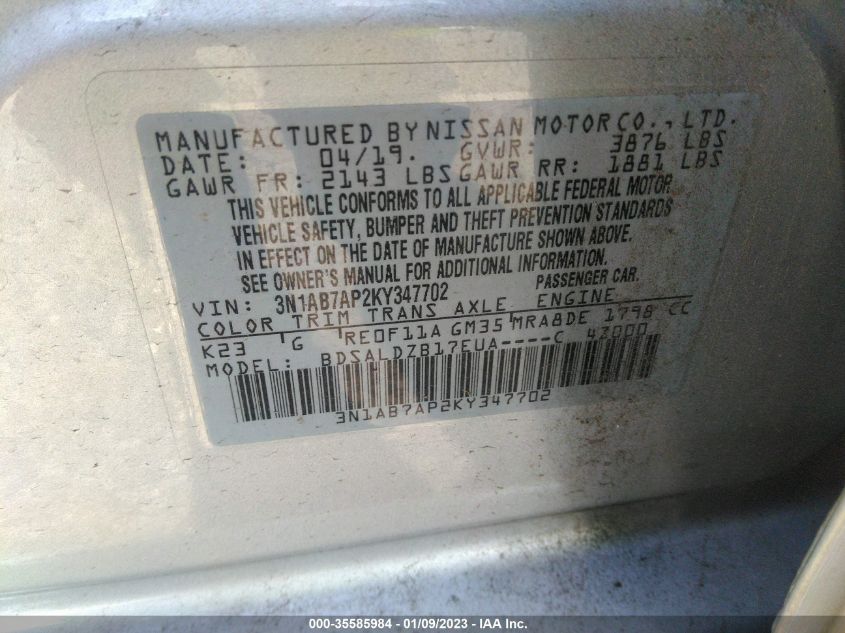 MANUFACTURED BY NISSAN MOTOR CO., LTD.
DATE: 04/19. GVWR: 3876 LBS
GAWR FR: 2143 LBS GAWR RR: 1881 LBS
THIS VEHICLE CONFORMS TO ALL APPLICABLE FEDERAL MOTOR
VEHICLE SAFETY, BUMPER AND THEFT PREVENTION STANDARDS
IN EFFECT ON THE DATE OF MANUFACTURE SHOWN ABOVE.
SEE OWNER'S MANUAL FOR ADDITIONAL INFORMATION.
VIN: 3N1AB7AP2KY347702 PASSENGER CAR.
COLOR TRIM TRANS AXLE ENGINE
K23 G RE0F11A GM35 MRA8DE 1798 CC
MODEL: BDSALDZB17EUA----C 43000
3N1AB7AP2KY347702
000-35585984 - 01/09/2023 - IAA Inc.